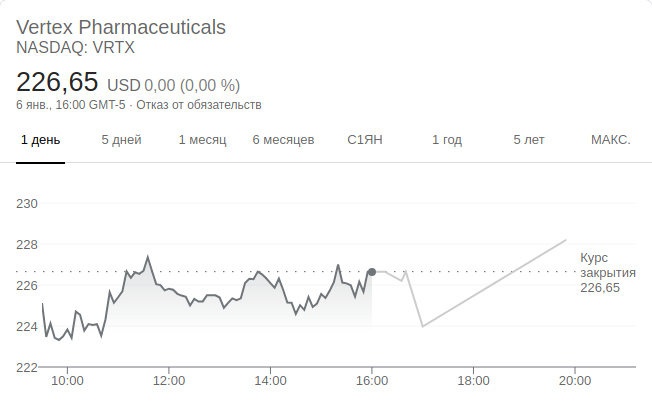 Vertex Pharmaceuticals
NASDAQ: VRTX
226,65 USD 0,00 (0,00 %)
6 янв., 16:00 GMT-5 · Отказ от обязательств
1 день 5 дней 1 месяц 6 месяцев С1ЯН 1 год 5 лет МАКС.
230
228
Курс
закрытия
226,65
226
224
222
10:00 12:00 14:00 16:00 18:00 20:00